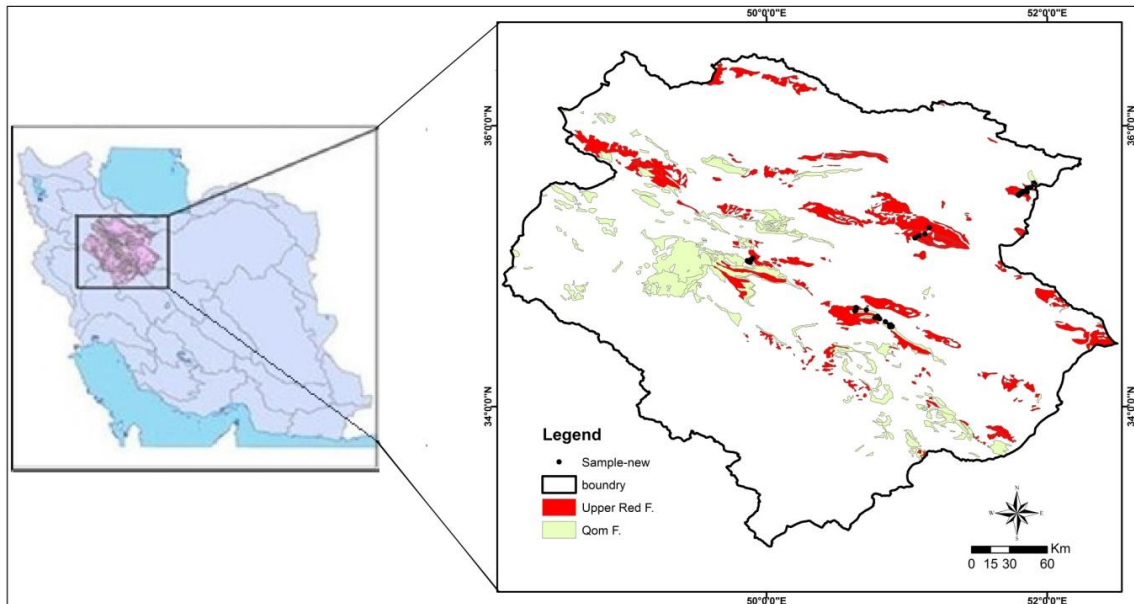 50°0'0"E 52°0'0"E
36°0'0"N 36°0'0"N
34°0'0"N 34°0'0"N
Legend
Sample-new
boundry
Upper Red F.
Qom F.
N
W E
S
Km
0 15 30 60
50°0'0"E 52°0'0"E